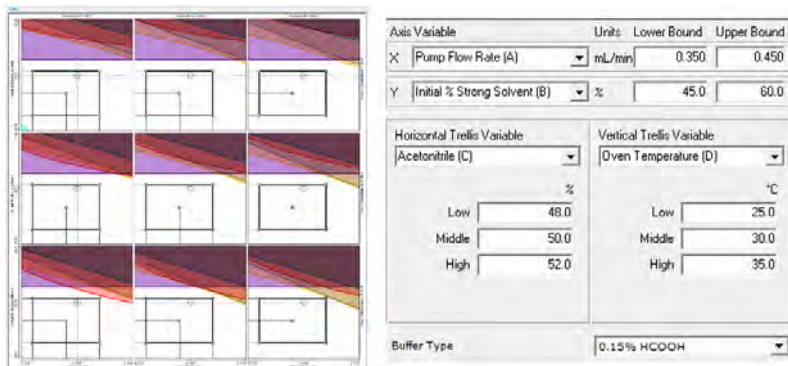 Axis Variable Units Lower Bound Upper Bound
X Pump Flow Rate (A) mL/min 0.350 0.450
Y Initial % Strong Solvent (B) % 45.0 60.0
Horizontal Trellis Variable Vertical Trellis Variable
Acetonitrile (C) Oven Temperature (D)
% °C
Low 48.0 Low 25.0
Middle 50.0 Middle 30.0
High 52.0 High 35.0
Buffer Type 0.15% HCOOH